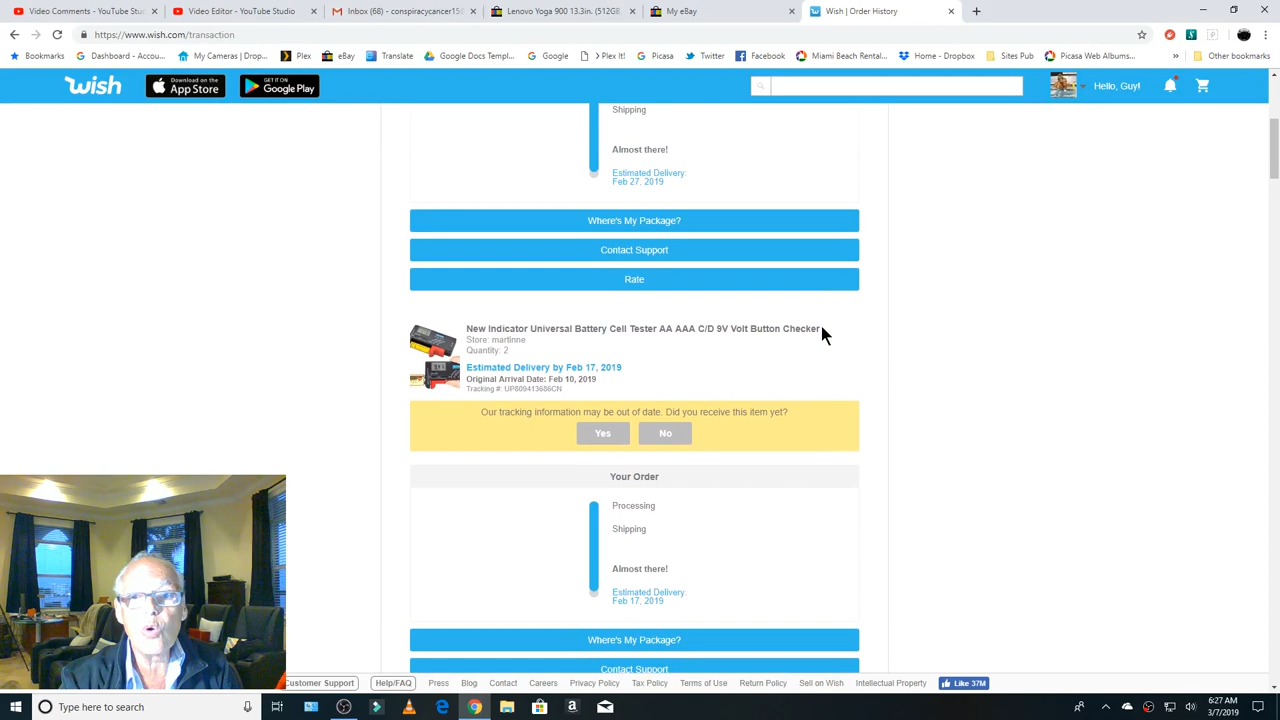 Video Comments - YouTube Stu
Video Editor - YouTube Studio
Inbox (68) - conspiracycancer15
Lenovo Yoga 900 13.3in. (512GB
My eBay
Wish | Order History
https://www.wish.com/transaction
Bookmarks
Dashboard - Accou...
My Cameras | Drop...
Plex
eBay
Translate
Google Docs Templ...
Google
>Plex It!
Picasa
Twitter
Facebook
Miami Beach Rental...
Home - Dropbox
Sites Pub
Picasa Web Albums...
»
Other bookmarks
wish
Download on the
App Store
GET IT ON
Google Play
Hello, Guy!
Shipping
Almost there!
Estimated Delivery:
Feb 27, 2019
Where's My Package?
Contact Support
Rate
New Indicator Universal Battery Cell Tester AA AAA C/D 9V Volt Button Checker
Store: martinne
Quantity: 2
Estimated Delivery by Feb 17, 2019
Original Arrival Date: Feb 10, 2019
Tracking #: UP809413686CN
Our tracking information may be out of date. Did you receive this item yet?
Yes
No
Your Order
Processing
Shipping
Almost there!
Estimated Delivery:
Feb 17, 2019
Where's My Package?
Contact Support
Customer Support
Help/FAQ
Press
Blog
Contact
Careers
Privacy Policy
Tax Policy
Terms of Use
Return Policy
Sell on Wish
Intellectual Property
Like 37M
Type here to search
6:27 AM
3/7/2019